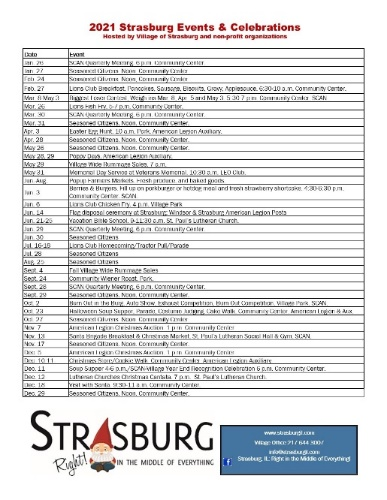 2021 Strasburg Events & Celebrations
Hosted by Village of Strasburg and non-profit organizations
Date Event
Jan. 26 SCAN Quarterly Meeting, 6 p.m. Community Center
Jan. 27 Seasoned Citizens. Noon. Community Center
Feb. 24 Seasoned Citizens. Noon. Community Center
Feb. 27 Lions Club Breakfast, Pancakes, Sausage, Biscuits, Gravy, Applesauce, 6:30-10 a.m. Community Center.
Mar. 8 May 3 Biggest Loser Contest, Weigh-ins Mar. 8, Apr. 5 and May 3, 5:30 7 p.m. Community Center, SCAN
Mar. 26 Lions Fish Fry, 5-7 p.m. Community Center.
Mar. 30 SCAN Quarterly Meeting, 6 p.m. Community Center
Mar. 31 Seasoned Citizens. Noon. Community Center.
Apr. 3 Easter Egg Hunt, 10 a.m. Park, American Legion Auxiliary.
Apr. 28 Seasoned Citizens. Noon. Community Center.
May 26 Seasoned Citizens. Noon. Community Center.
May 28, 29 Poppy Days, American Legion Auxiliary.
May 29 Village Wide Rummage Sales, 7 a.m.
May 31 Memorial Day Service at Veterans Memorial, 10:30 a.m. LEO Club.
Jun. Aug. Popup Farmers Markets. Fresh produce and baked goods.
Jun. 3 Berries & Burgers. Fill up on porkburger or hotdog meal and fresh strawberry shortcake, 4:30-6:30 p.m. Community Center. SCAN
Jun. 6 Lions Club Chicken Fry, 4 p.m. Village Park
Jun. 14 Flag disposal ceremony at Strasburg; Windsor & Strasburg American Legion Posts
Jun. 21-25 Vacation Bible School, 9-11:30 a.m. St. Paul's Lutheran Church.
Jun. 29 SCAN Quarterly Meeting, 6 p.m. Community Center.
Jun. 30 Seasoned Citizens
Jul. 16-18 Lions Club Homecoming/Tractor Pull/Parade
Jul. 28 Seasoned Citizens
Aug. 25 Seasoned Citizens
Sept. 4 Fall Village Wide Rummage Sales
Sept. 24 Community Wiener Roast, Park.
Sept. 28 SCAN Quarterly Meeting, 6 p.m. Community Center.
Sept. 29 Seasoned Citizens. Noon. Community Center.
Oct. 2 Burn Out in the Burg, Auto Show, Exhaust Competition, Burn Out Competition. Village Park. SCAN
Oct. 23 Halloween Soup Supper, Parade, Costume Judging, Cake Walk. Community Center. American Legion & Aux.
Oct. 27 Seasoned Citizens. Noon. Community Center
Nov. 7 American Legion Christmas Auction. 1 p.m. Community Center
Nov. 13 Santa Brigade Breakfast & Christmas Market, St. Paul's Lutheran Social Hall & Gym, SCAN.
Nov. 17 Seasoned Citizens. Noon. Community Center.
Dec. 5 American Legion Christmas Auction. 1 p.m. Community Center.
Dec. 10 11 Christmas Store/Cookie Walk. Community Center. American Legion Auxiliary
Dec. 11 Soup Supper 4-6 p.m./SCAN-Village Year End Recognition Celebration 6 p.m. Community Center.
Dec. 12 Lutheran Churches Christmas Cantata. 7 p.m. St. Paul's Lutheran Church.
Dec. 18 Visit with Santa. 9:30-11 a.m. Community Center.
Dec. 29 Seasoned Citizens. Noon. Community Center.
STRASBURG
Right! IN THE MIDDLE OF EVERYTHING
www.strasburgil.com
Village Office 217-644-3007
info@strasburgil.com
Strasburg, IL: Right in the Middle of Everything!